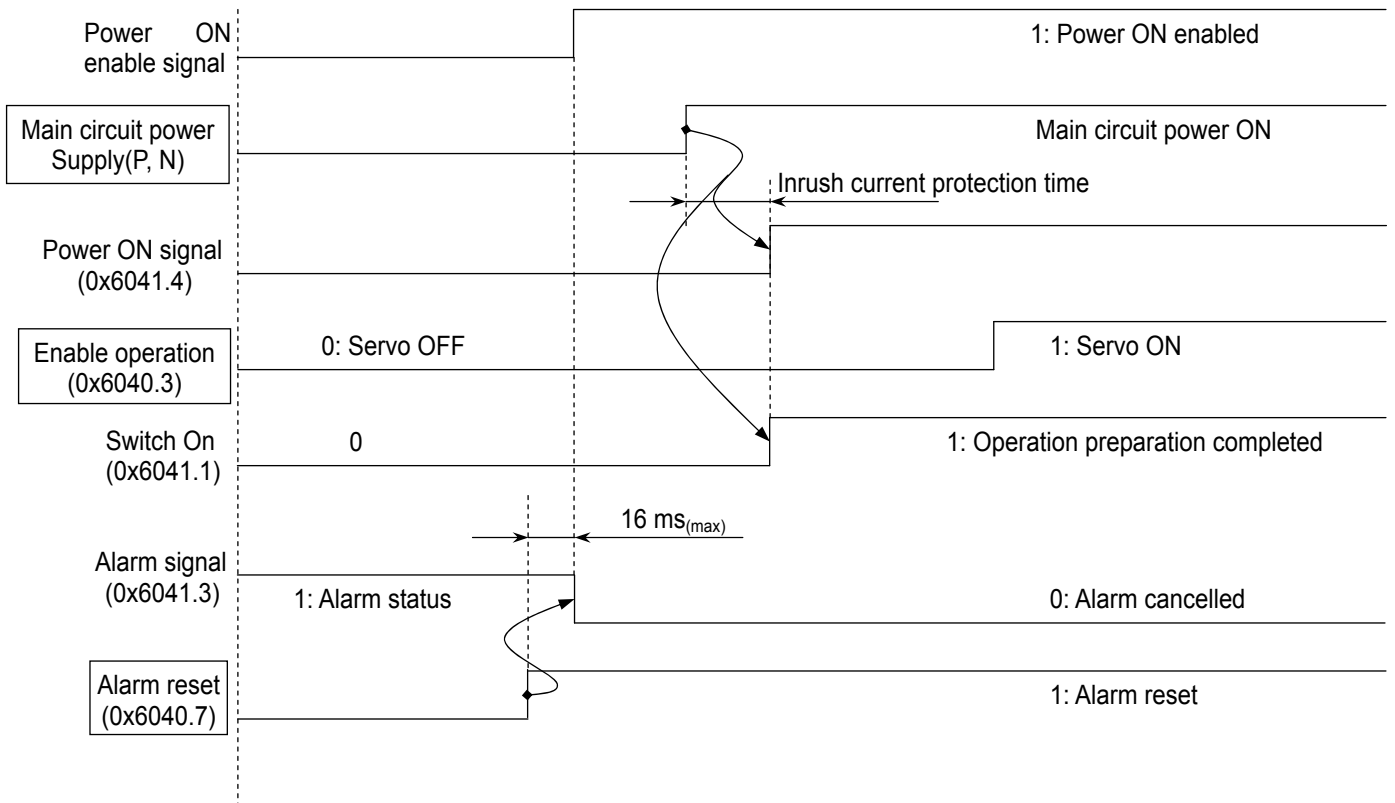 Power ON
enable signal
1: Power ON enabled
Main circuit power
Supply(P, N)
Main circuit power ON
Inrush current protection time
Power ON signal
(0x6041.4)
Enable operation
(0x6040.3)
0: Servo OFF
1: Servo ON
Switch On
(0x6041.1)
0
1: Operation preparation completed
16 ms(max)
Alarm signal
(0x6041.3)
1: Alarm status
0: Alarm cancelled
Alarm reset
(0x6040.7)
1: Alarm reset